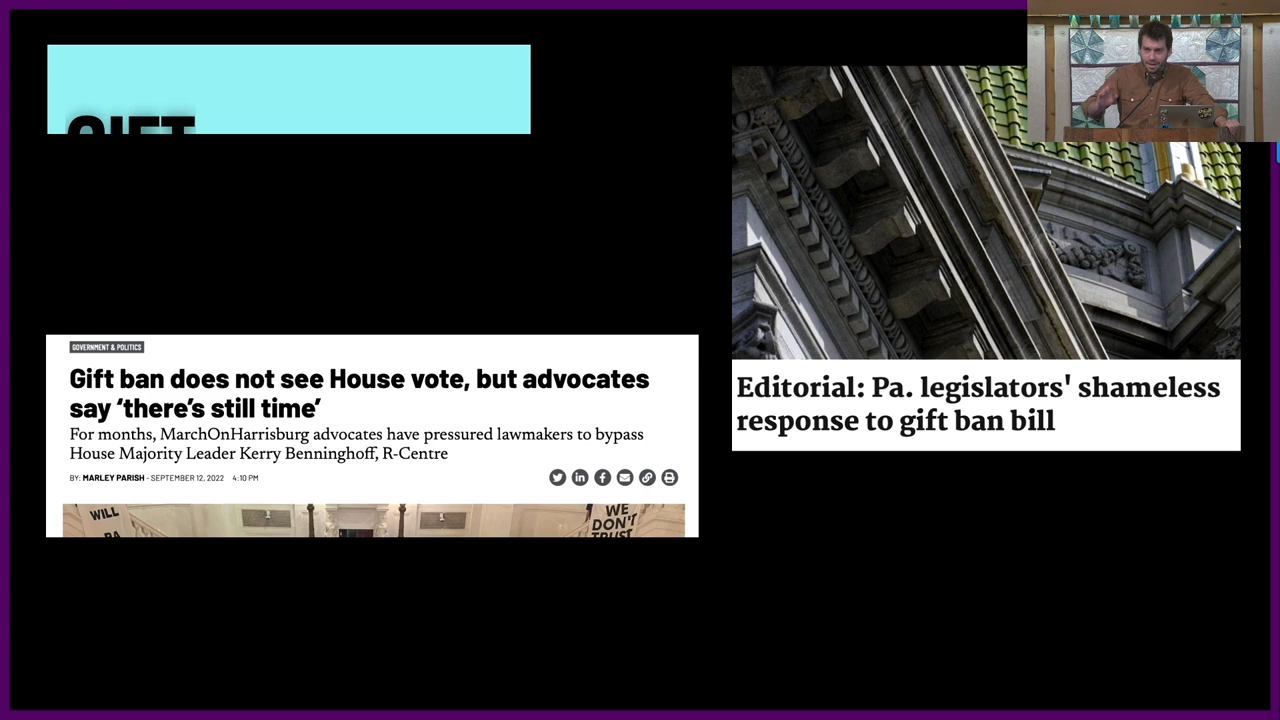 GIFT
GOVERNMENT & POLITICS
Gift ban does not see House vote, but advocates
say ‘there’s still time’
For months, MarchOnHarrisburg advocates have pressured lawmakers to bypass
House Majority Leader Kerry Benninghoff, R-Centre
BY: MARLEY PARISH - SEPTEMBER 12, 2022 4:10 PM
WILL
PA
WE
DON'T
TRUST
Editorial: Pa. legislators' shameless
response to gift ban bill